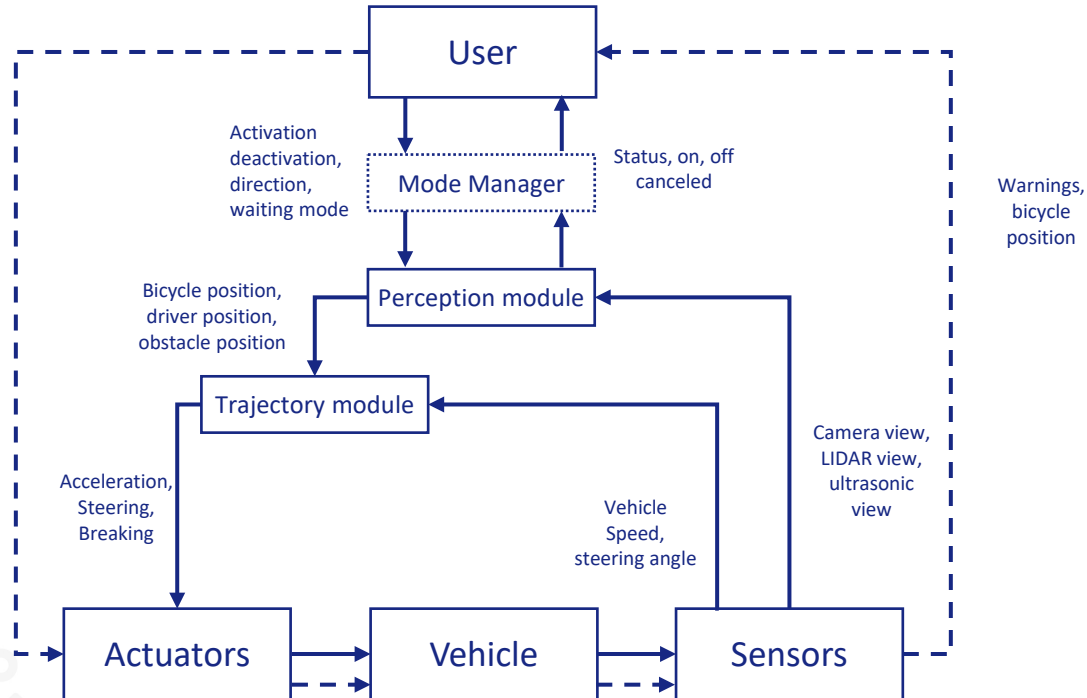 User
Activation
deactivation,
direction,
waiting mode
Status, on, off
canceled
Mode Manager
Warnings,
bicycle
position
Bicycle position,
driver position,
obstacle position
Perception module
Trajectory module
Camera view,
LIDAR view,
ultrasonic
view
Acceleration,
Steering,
Breaking
Vehicle
Speed,
steering angle
Actuators
Vehicle
Sensors